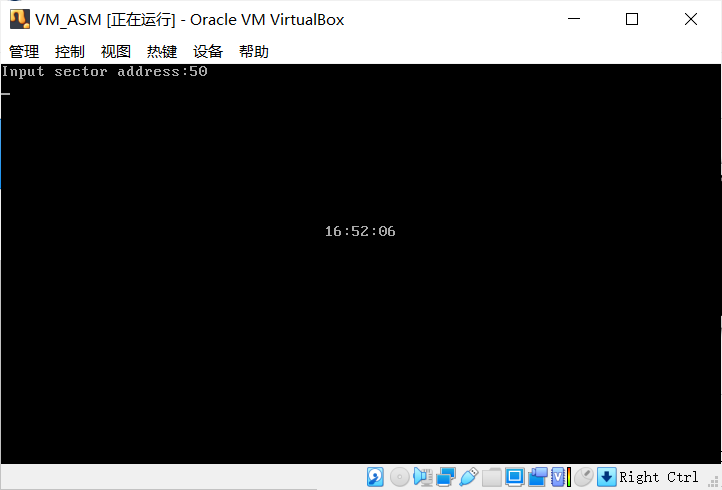 VM_ASM [正在运行] - Oracle VM VirtualBox
管理 控制 视图 热键 设备 帮助
Input sector address:50
16:52:06
Right Ctrl